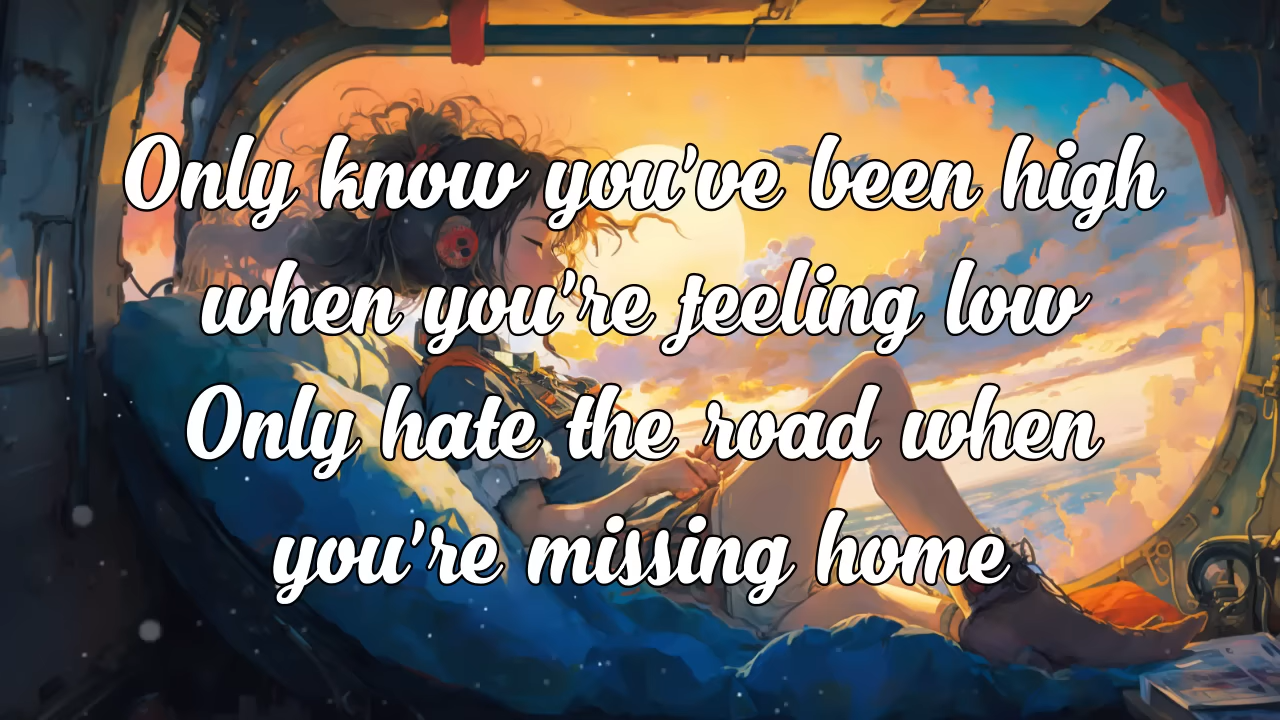 Only know you've been high
when you're feeling low
Only hate the road when
you're missing home